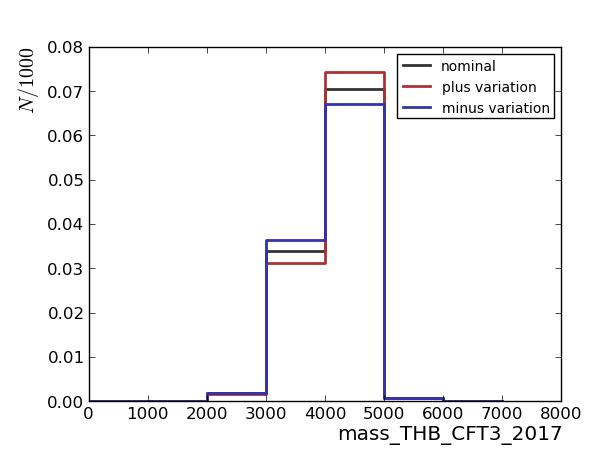 N/1000
0.08
0.07
0.06
0.05
0.04
0.03
0.02
0.01
0.00
nominal
plus variation
minus variation
0 1000 2000 3000 4000 5000 6000 7000 8000
mass_THB_CFT3_2017